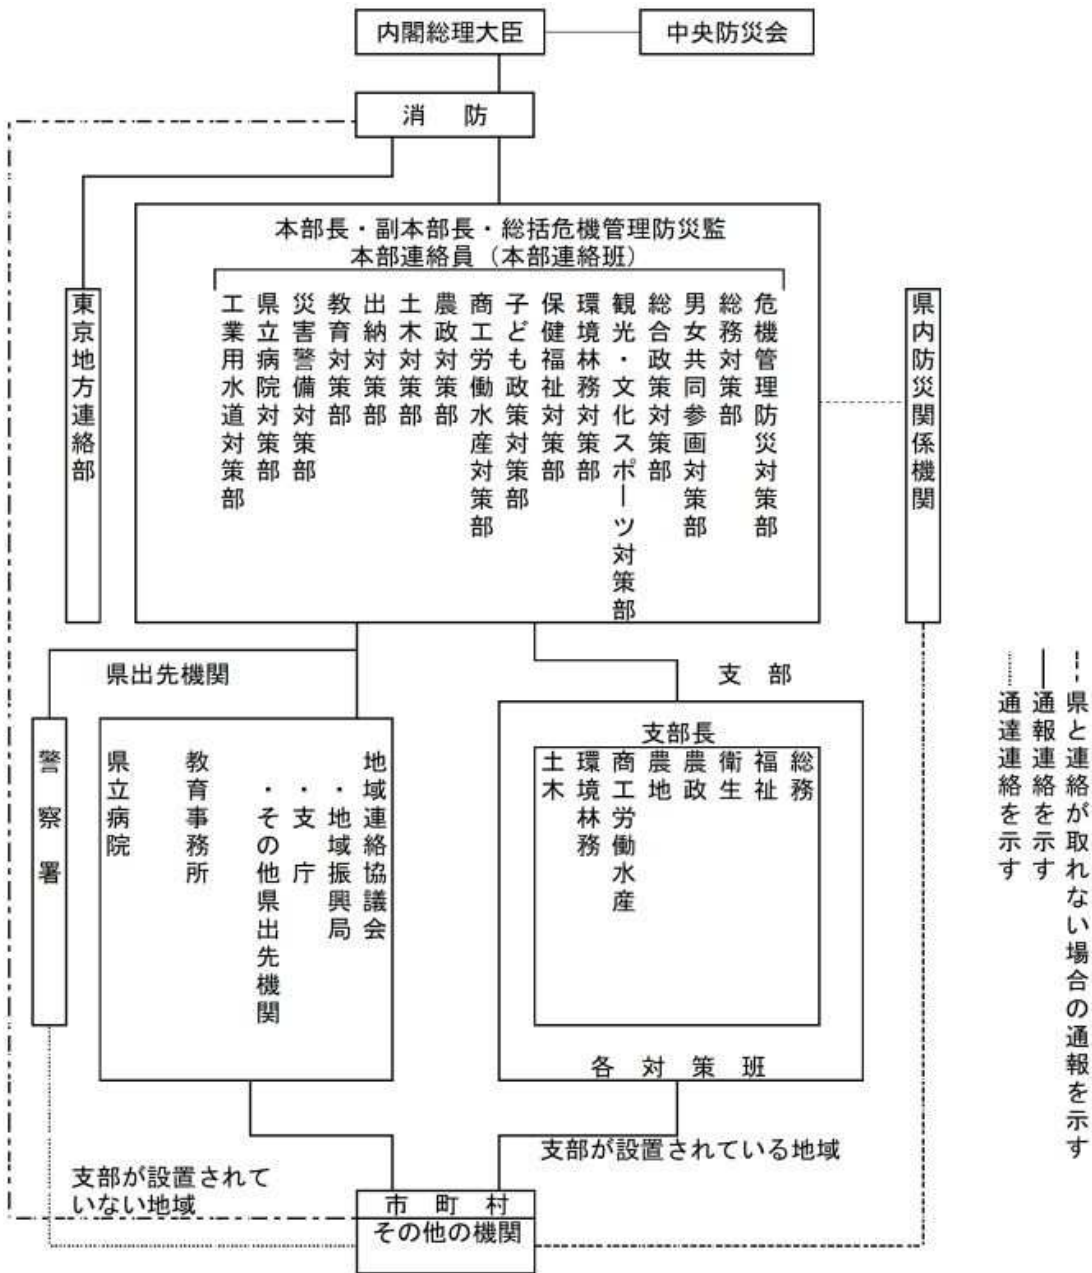 内閣総理大臣
中央防災会
消 防
本部長・副本部長・総括危機管理防災監
本部連絡員（本部連絡班）
危機管理防災対策部
総務対策部
男女共同参画対策部
総合政策対策部
観光・文化スポーツ対策部
環境林務対策部
保健福祉対策部
子ども政策対策部
商工労働水産対策部
農政対策部
土木対策部
出納対策部
教育対策部
災害警備対策部
県立病院対策部
工業用水道対策部
東京地方連絡部
県内防災関係機関
県出先機関
支 部
警察署
地域連絡協議会
・地域振興局
・支 庁
・その他県出先機関
教育事務所
県立病院
支部長
総務
福祉
衛生
農政
農地
商工労働水産
環境林務
土木
各 対 策 班
県と連絡が取れない場合の通報を示す
通報連絡を示す
通達連絡を示す
支部が設置されて
いない地域
支部が設置されている地域
市 町 村
その他の機関